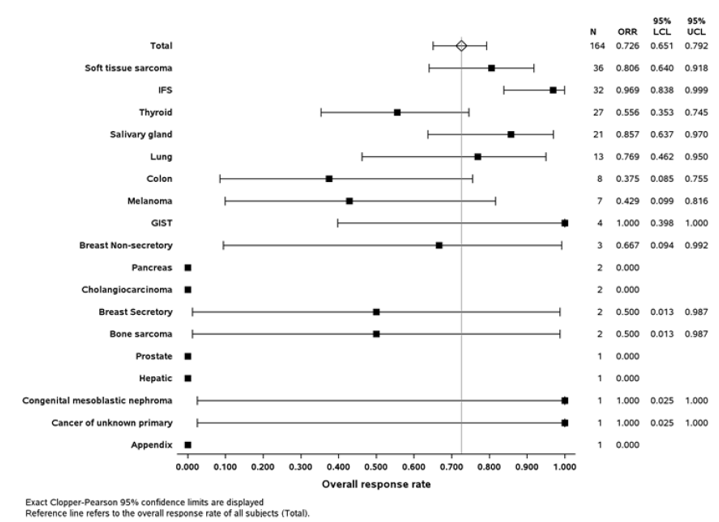 95% 95%
N ORR LCL UCL
Total 164 0.726 0.651 0.792
Soft tissue sarcoma 36 0.806 0.640 0.918
IFS 32 0.969 0.838 0.999
Thyroid 27 0.556 0.353 0.745
Salivary gland 21 0.857 0.637 0.970
Lung 13 0.769 0.462 0.950
Colon 8 0.375 0.085 0.755
Melanoma 7 0.429 0.099 0.816
GIST 4 1.000 0.398 1.000
Breast Non-secretory 3 0.667 0.094 0.992
Pancreas 2 0.000
Cholangiocarcinoma 2 0.000
Breast Secretory 2 0.500 0.013 0.987
Bone sarcoma 2 0.500 0.013 0.987
Prostate 1 0.000
Hepatic 1 0.000
Congenital mesoblastic nephroma 1 1.000 0.025 1.000
Cancer of unknown primary 1 1.000 0.025 1.000
Appendix 1 0.000
0.000 0.100 0.200 0.300 0.400 0.500 0.600 0.700 0.800 0.900 1.000
Overall response rate
Exact Clopper-Pearson 95% confidence limits are displayed
Reference line refers to the overall response rate of all subjects (Total).